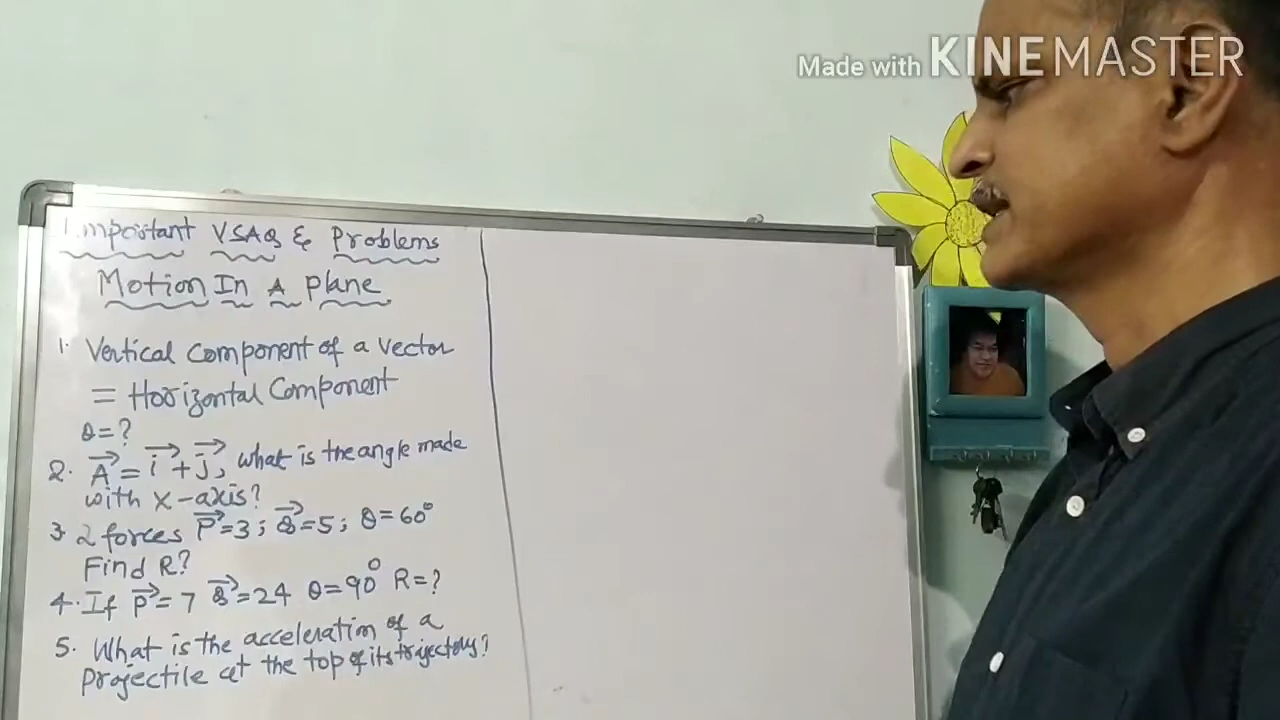 Made with KINEMASTER
Important VSAQ & Problems
Motion In A Plane
1. Vertical Component of a vector
= Horizontal Component
θ=?
2. A⃗ = i⃗ + j⃗, what is the angle made
with x-axis?
3. 2 forces P⃗=3; Q⃗=5; θ=60°
Find R?
4. If P⃗=7 Q⃗=24 θ=90° R=?
5. What is the acceleration of a
projectile at the top of its trajectory?